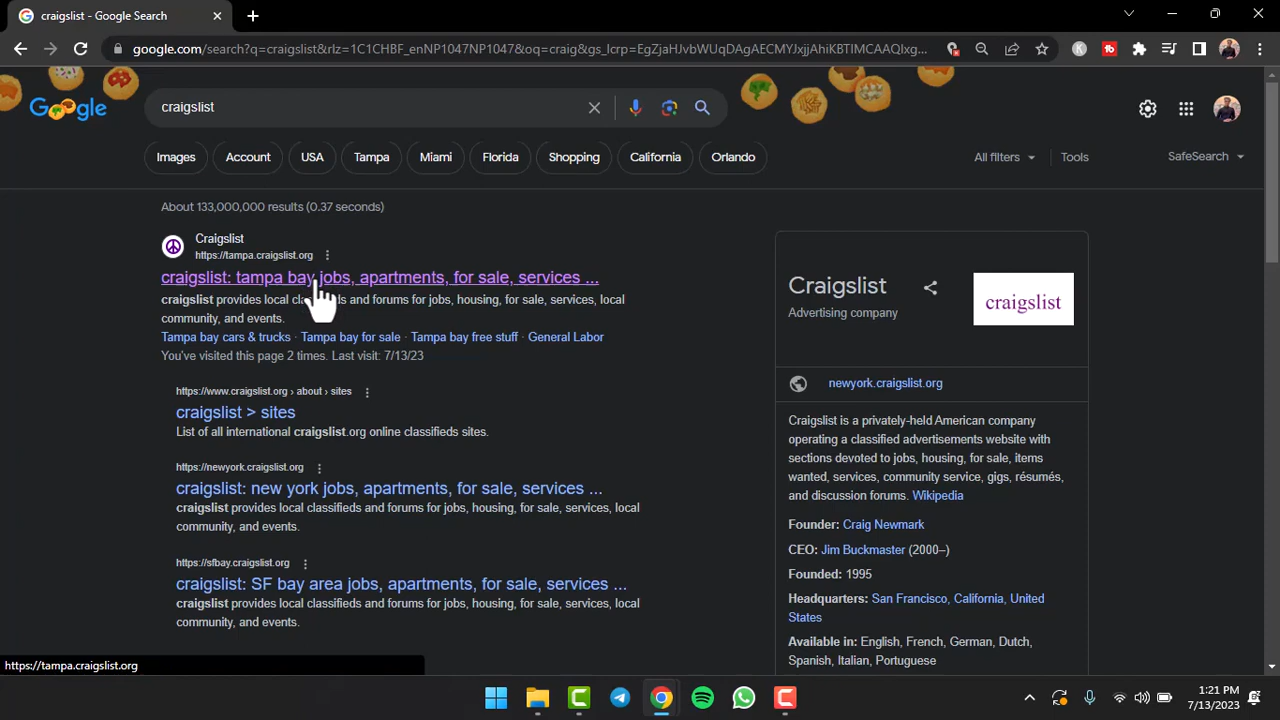 craigslist - Google Search
google.com/search?q=craigslist&rlz=1C1CHBF_enNP1047NP1047&oq=craig&gs_lcrp=EgZjaHJvbWUqDAgAECMYJxjAhiKBTIMCAAQIxg...
Google
craigslist
Images
Account
USA
Tampa
Miami
Florida
Shopping
California
Orlando
All filters
Tools
SafeSearch
About 133,000,000 results (0.37 seconds)
Craigslist
https://tampa.craigslist.org
craigslist: tampa bay jobs, apartments, for sale, services ...
craigslist provides local and forums for jobs, housing, for sale, services, local
community, and events.
Tampa bay cars & trucks · Tampa bay for sale · Tampa bay free stuff · General Labor
You've visited this page 2 times. Last visit: 7/13/23
https://www.craigslist.org › about › sites
craigslist > sites
List of all international craigslist.org online classifieds sites.
https://newyork.craigslist.org
craigslist: new york jobs, apartments, for sale, services ...
craigslist provides local classifieds and forums for jobs, housing, for sale, services, local
community, and events.
https://sfbay.craigslist.org
craigslist: SF bay area jobs, apartments, for sale, services ...
craigslist provides local classifieds and forums for jobs, housing, for sale, services, local
community, and events.
Craigslist
Advertising company
craigslist
newyork.craigslist.org
Craigslist is a privately-held American company
operating a classified advertisements website with
sections devoted to jobs, housing, for sale, items
wanted, services, community service, gigs, résumés,
and discussion forums. Wikipedia
Founder: Craig Newmark
CEO: Jim Buckmaster (2000–)
Founded: 1995
Headquarters: San Francisco, California, United
States
Available in: English, French, German, Dutch,
Spanish, Italian, Portuguese
https://tampa.craigslist.org
1:21 PM
7/13/2023